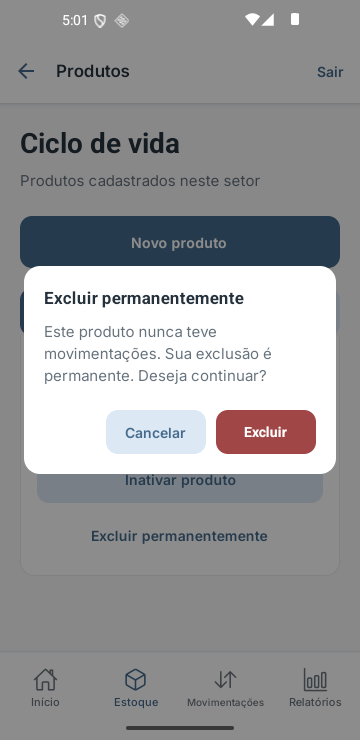 5:01
Produtos
Sair
Ciclo de vida
Produtos cadastrados neste setor
Novo produto
Excluir permanentemente
Este produto nunca teve
movimentações. Sua exclusão é
permanente. Deseja continuar?
Cancelar
Excluir
Inativar produto
Excluir permanentemente
Início
Estoque
Movimentações
Relatórios